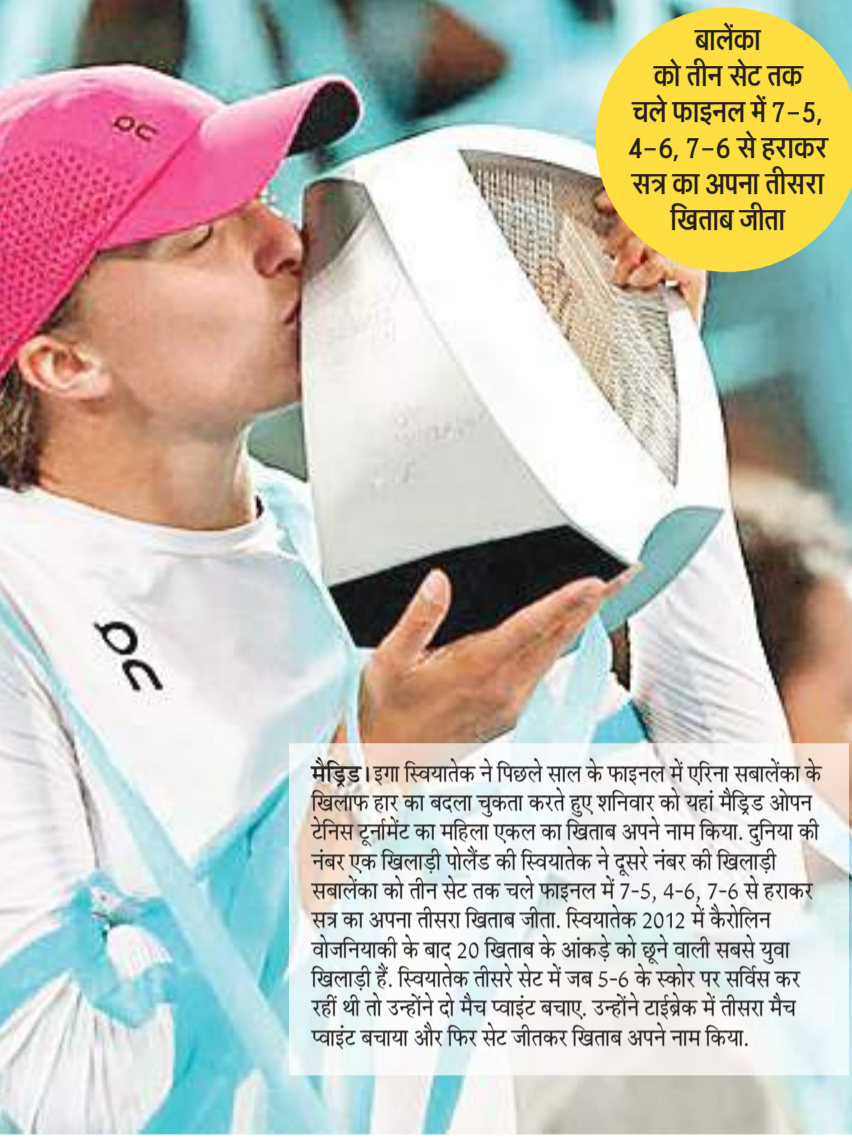 बालेंका
को तीन सेट तक
चले फाइनल में 7-5,
4-6, 7-6 से हराकर
सत्र का अपना तीसरा
खिताब जीता
मैड्रिड। इगा स्वियातेक ने पिछले साल के फाइनल में एरिना सबालेंका के
खिलाफ हार का बदला चुकता करते हुए शनिवार को यहां मैड्रिड ओपन
टेनिस टूर्नामेंट का महिला एकल का खिताब अपने नाम किया. दुनिया की
नंबर एक खिलाड़ी पोलैंड की स्वियातेक ने दूसरे नंबर की खिलाड़ी
सबालेंका को तीन सेट तक चले फाइनल में 7-5, 4-6, 7-6 से हराकर
सत्र का अपना तीसरा खिताब जीता. स्वियातेक 2012 में कैरोलिन
वोजनियाकी के बाद 20 खिताब के आंकड़े को छूने वाली सबसे युवा
खिलाड़ी हैं. स्वियातेक तीसरे सेट में जब 5-6 के स्कोर पर सर्विस कर
रहीं थी तो उन्होंने दो मैच प्वाइंट बचाए. उन्होंने टाईब्रेक में तीसरा मैच
प्वाइंट बचाया और फिर सेट जीतकर खिताब अपने नाम किया.